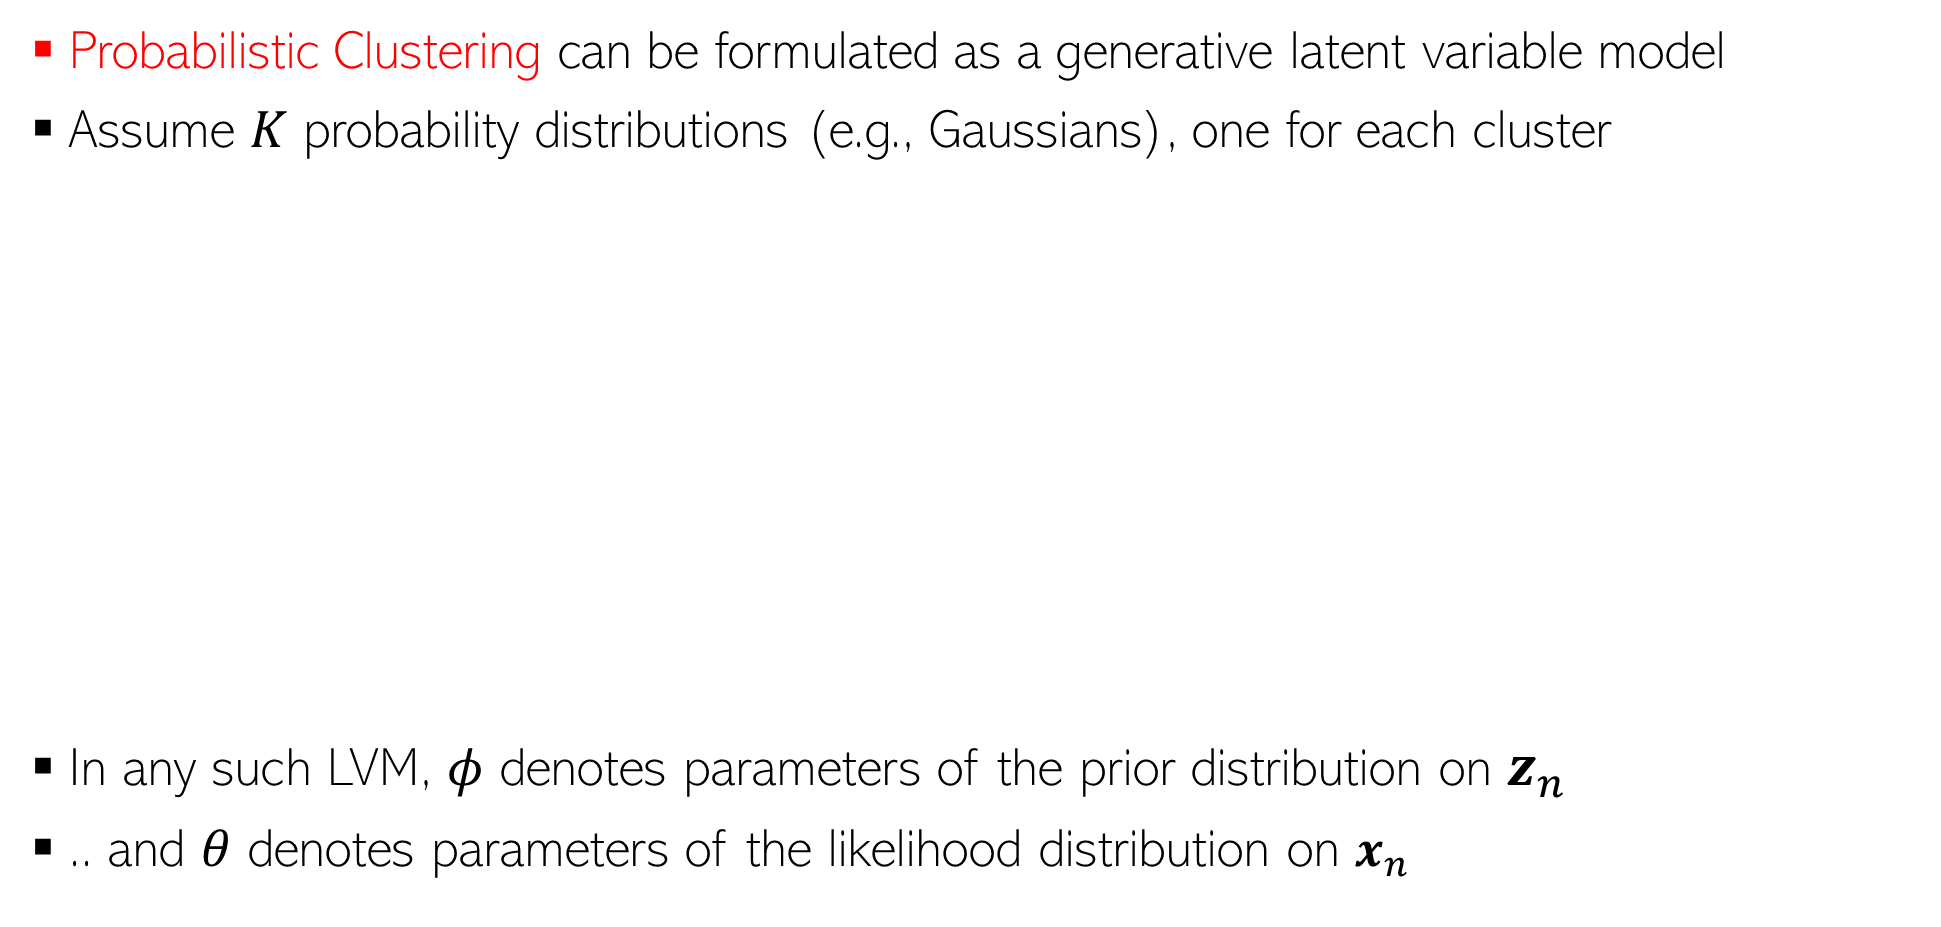 ▪ Probabilistic Clustering can be formulated as a generative latent variable model
▪ Assume K probability distributions (e.g., Gaussians), one for each cluster
▪ In any such LVM, ϕ denotes parameters of the prior distribution on zₙ
▪ .. and θ denotes parameters of the likelihood distribution on xₙ